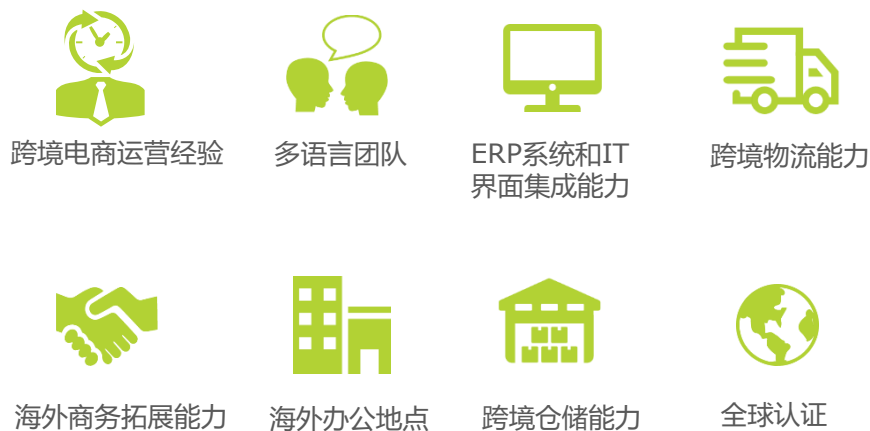 跨境电商运营经验
多语言团队
ERP系统和IT
界面集成能力
跨境物流能力
海外商务拓展能力
海外办公地点
跨境仓储能力
全球认证